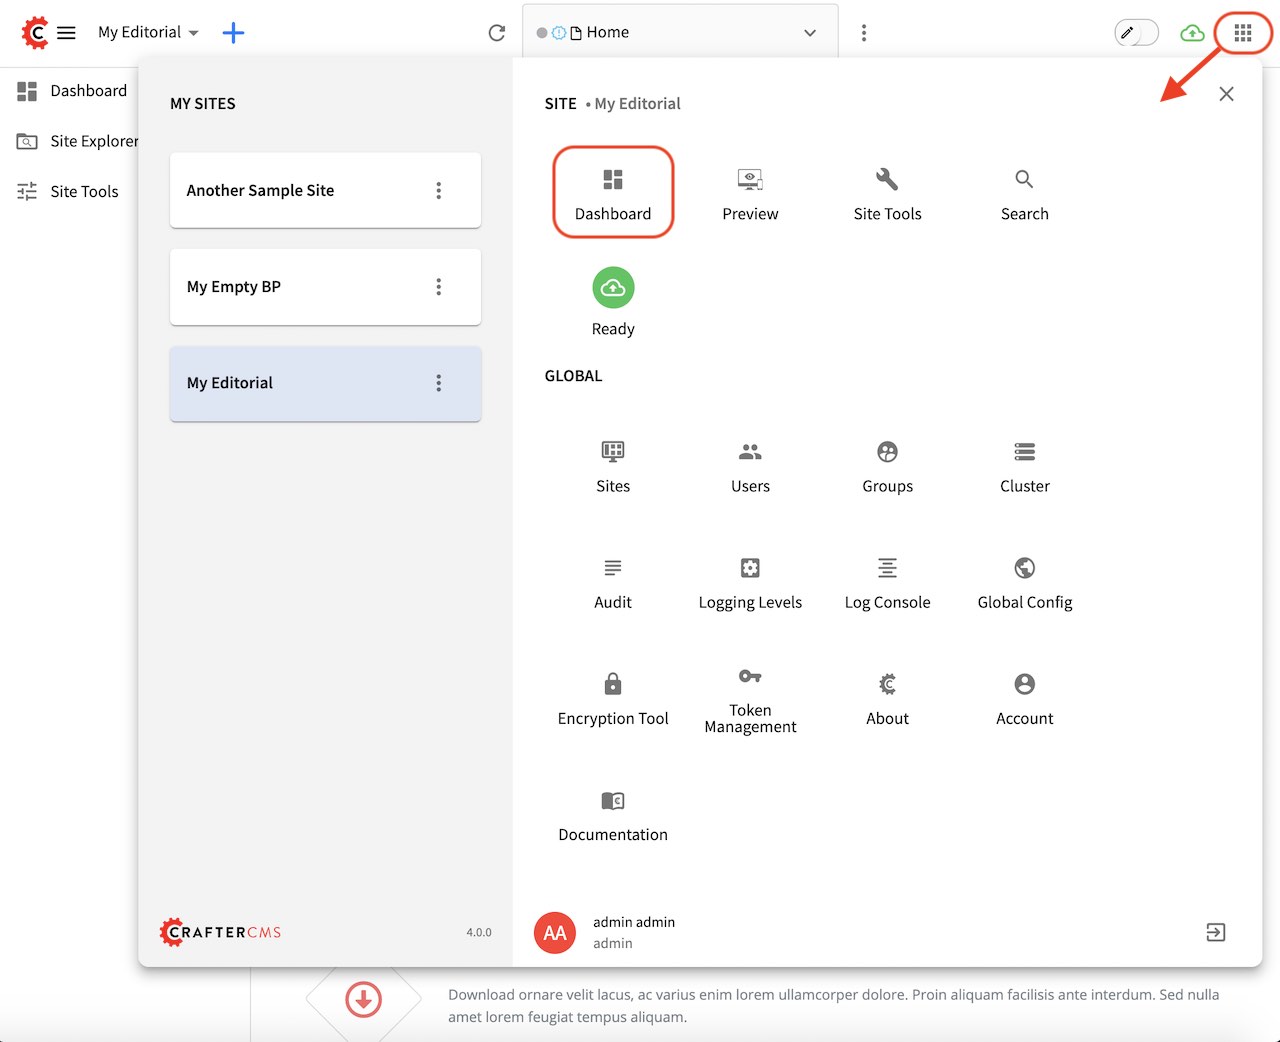 My Editorial
Home
Dashboard
Site Explorer
Site Tools
MY SITES
Another Sample Site
My Empty BP
My Editorial
CRAFTERCMS
4.0.0
SITE • My Editorial
Dashboard
Preview
Site Tools
Search
Ready
GLOBAL
Sites
Users
Groups
Cluster
Audit
Logging Levels
Log Console
Global Config
Encryption Tool
Token
Management
About
Account
Documentation
AA
admin admin
admin
Download ornare velit lacus, ac varius enim lorem ullamcorper dolore. Proin aliquam facilisis ante interdum. Sed nulla
amet lorem feugiat tempus aliquam.